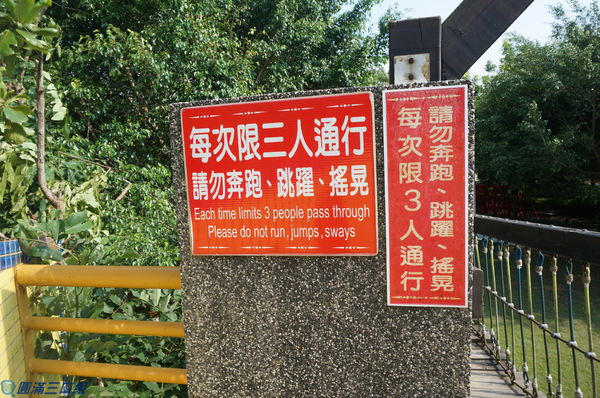 每次限三人通行
請勿奔跑、跳躍、搖晃
Each time limits 3 people pass through
Please do not run, jumps, sways
請勿奔跑、跳躍、搖晃
每次限3人通行